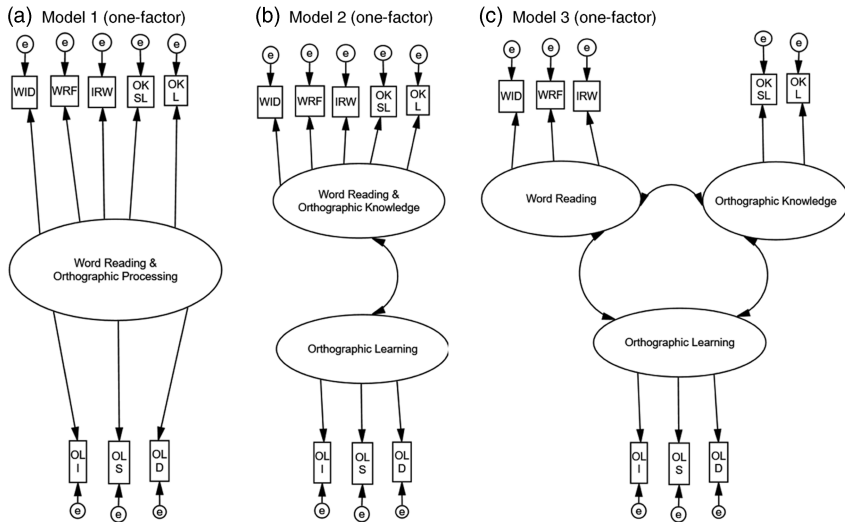 (a) Model 1 (one-factor)
e e e e e
WID WRF IRW OK SL OK L
Word Reading &
Orthographic Processing
OL I OL S OL D
e e e
(b) Model 2 (one-factor)
e e e e e
WID WRF IRW OK SL OK L
Word Reading &
Orthographic Knowledge
Orthographic Learning
OL I OL S OL D
e e e
(c) Model 3 (one-factor)
e e e e e
WID WRF IRW OK SL OK L
Word Reading
Orthographic Knowledge
Orthographic Learning
OL I OL S OL D
e e e